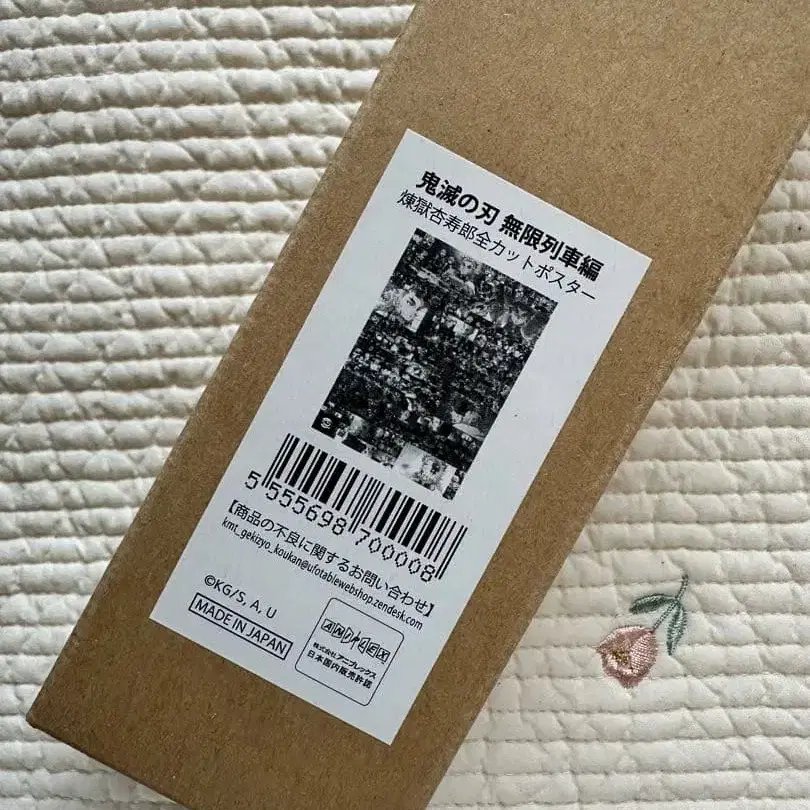 鬼滅の刃 無限列車編
煉獄杏寿郎全カットポスター
5 555698 700008
【商品の不良に関するお問い合わせ】
kmt_gekizyo_koukan@ufotablewebshop.zendesk.com
©KG/S, A, U
MADE IN JAPAN
ANIPLEX
株式会社アニプレックス
日本国内販売許諾